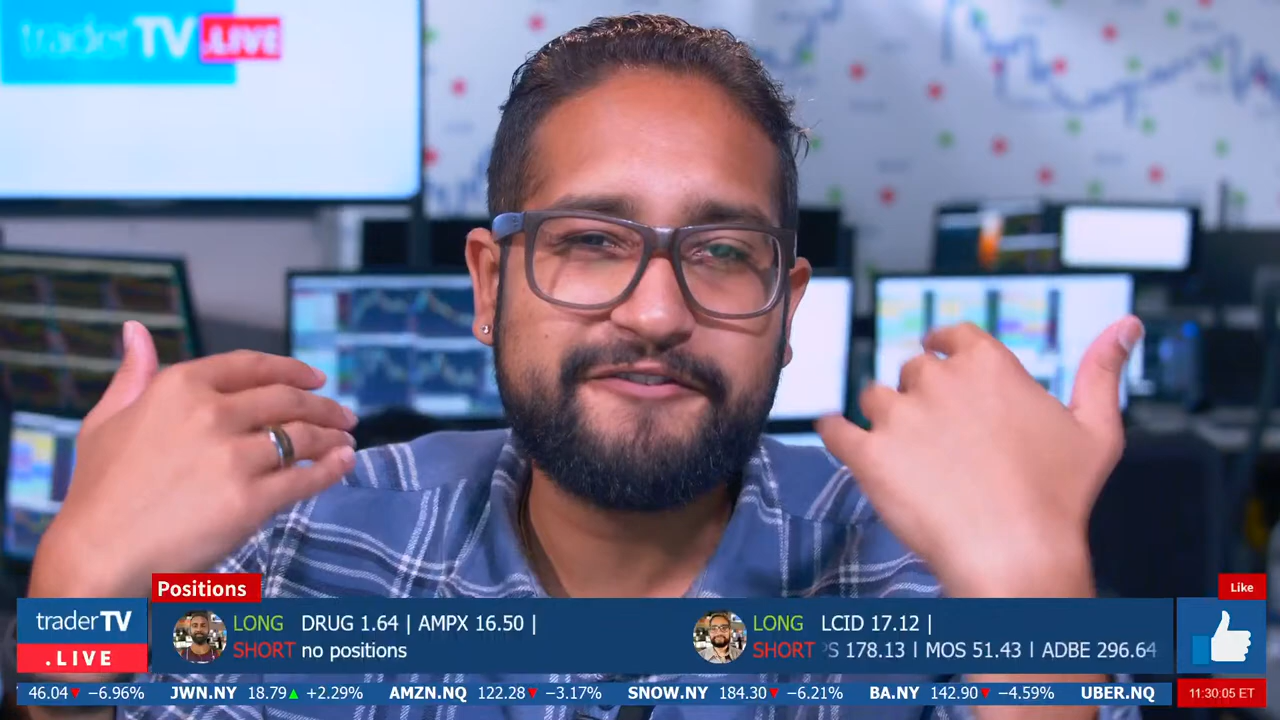 traderTV.LIVE
Positions
Like
traderTV
.LIVE
LONG DRUG 1.64 | AMPX 16.50 |
SHORT no positions
LONG LCID 17.12 |
SHORT PS 178.13 | MOS 51.43 | ADBE 296.64
46.04▼ −6.96% JWN.NY 18.79▲ +2.29% AMZN.NQ 122.28▼ −3.17% SNOW.NY 184.30▼ −6.21% BA.NY 142.90▼ −4.59% UBER.NQ
11:30:05 ET